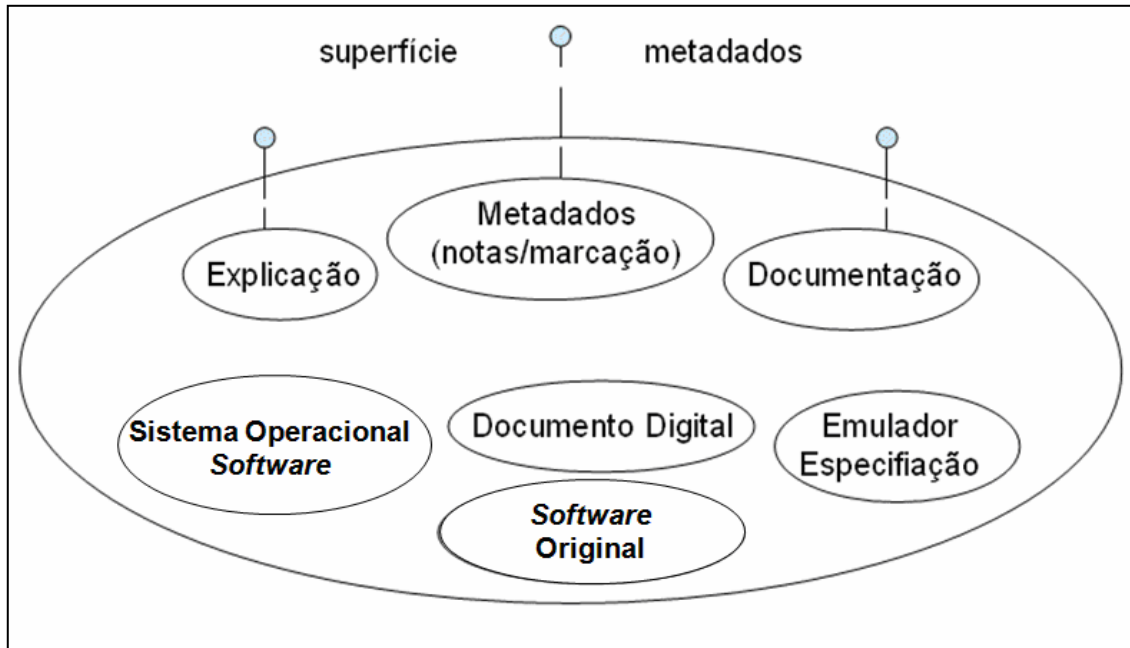 superfície metadados
Metadados
(notas/marcação)
Explicação
Documentação
Sistema Operacional
Software
Documento Digital
Emulador
Especifiação
Software
Original